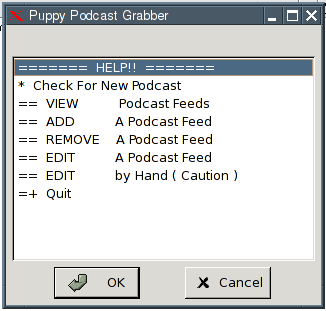 Puppy Podcast Grabber
======= HELP!! =======
* Check For New Podcast
== VIEW Podcast Feeds
== ADD A Podcast Feed
== REMOVE A Podcast Feed
== EDIT A Podcast Feed
== EDIT by Hand ( Caution )
=+ Quit
OK Cancel